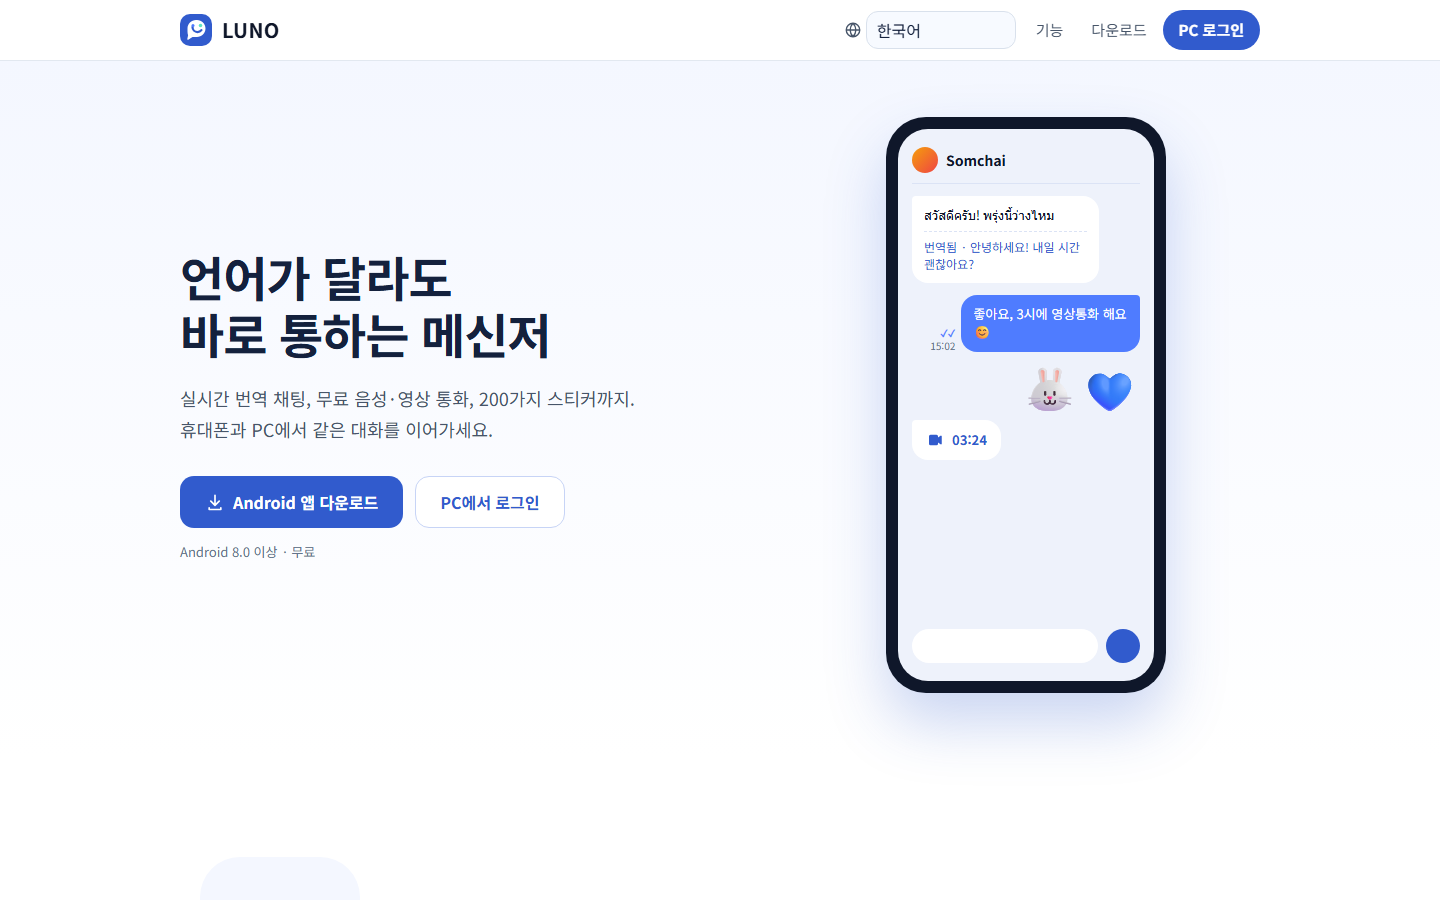 LUNO
한국어
기능
다운로드
PC 로그인
언어가 달라도
바로 통하는 메신저
실시간 번역 채팅, 무료 음성·영상 통화, 200가지 스티커까지.
휴대폰과 PC에서 같은 대화를 이어가세요.
Android 앱 다운로드
PC에서 로그인
Android 8.0 이상 · 무료
Somchai
สวัสดีครับ! พรุ่งนี้ว่างไหม
번역됨 · 안녕하세요! 내일 시간
괜찮아요?
좋아요, 3시에 영상통화 해요
😊
✓✓
15:02
03:24